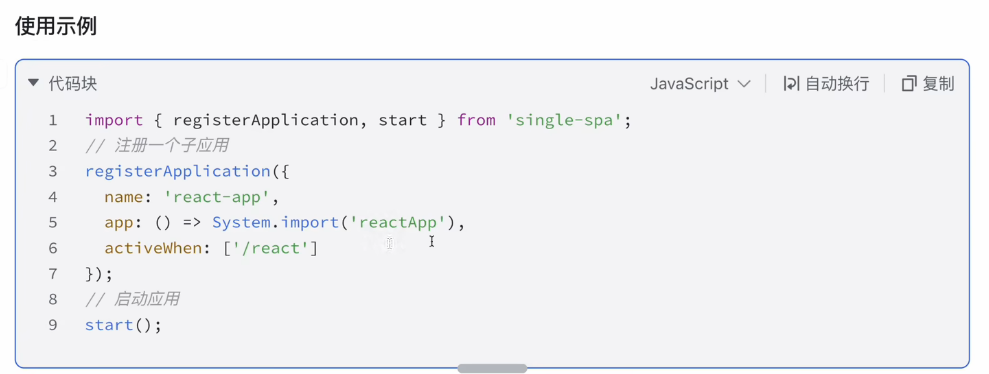 使用示例
代码块 JavaScript 自动换行 复制
1 import { registerApplication, start } from 'single-spa';
2 // 注册一个子应用
3 registerApplication({
4   name: 'react-app',
5   app: () => System.import('reactApp'),
6   activeWhen: ['/react']
7 });
8 // 启动应用
9 start();